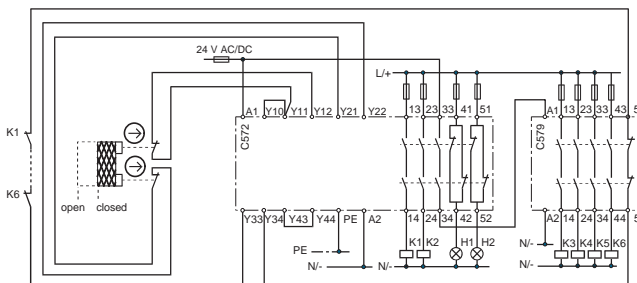 24 V AC/DC
L/+
A1 Y10 Y11 Y12 Y21 Y22 13 23 33 41 51 A1 13 23 33 43 5
K1
C572
C579
K6
open closed
Y33 Y34 Y43 Y44 PE A2 14 24 34 42 52 A2 14 24 34 44 5
PE
K1 K2 H1 H2
N/-
K3 K4 K5 K6
N/-
N/-
N/-